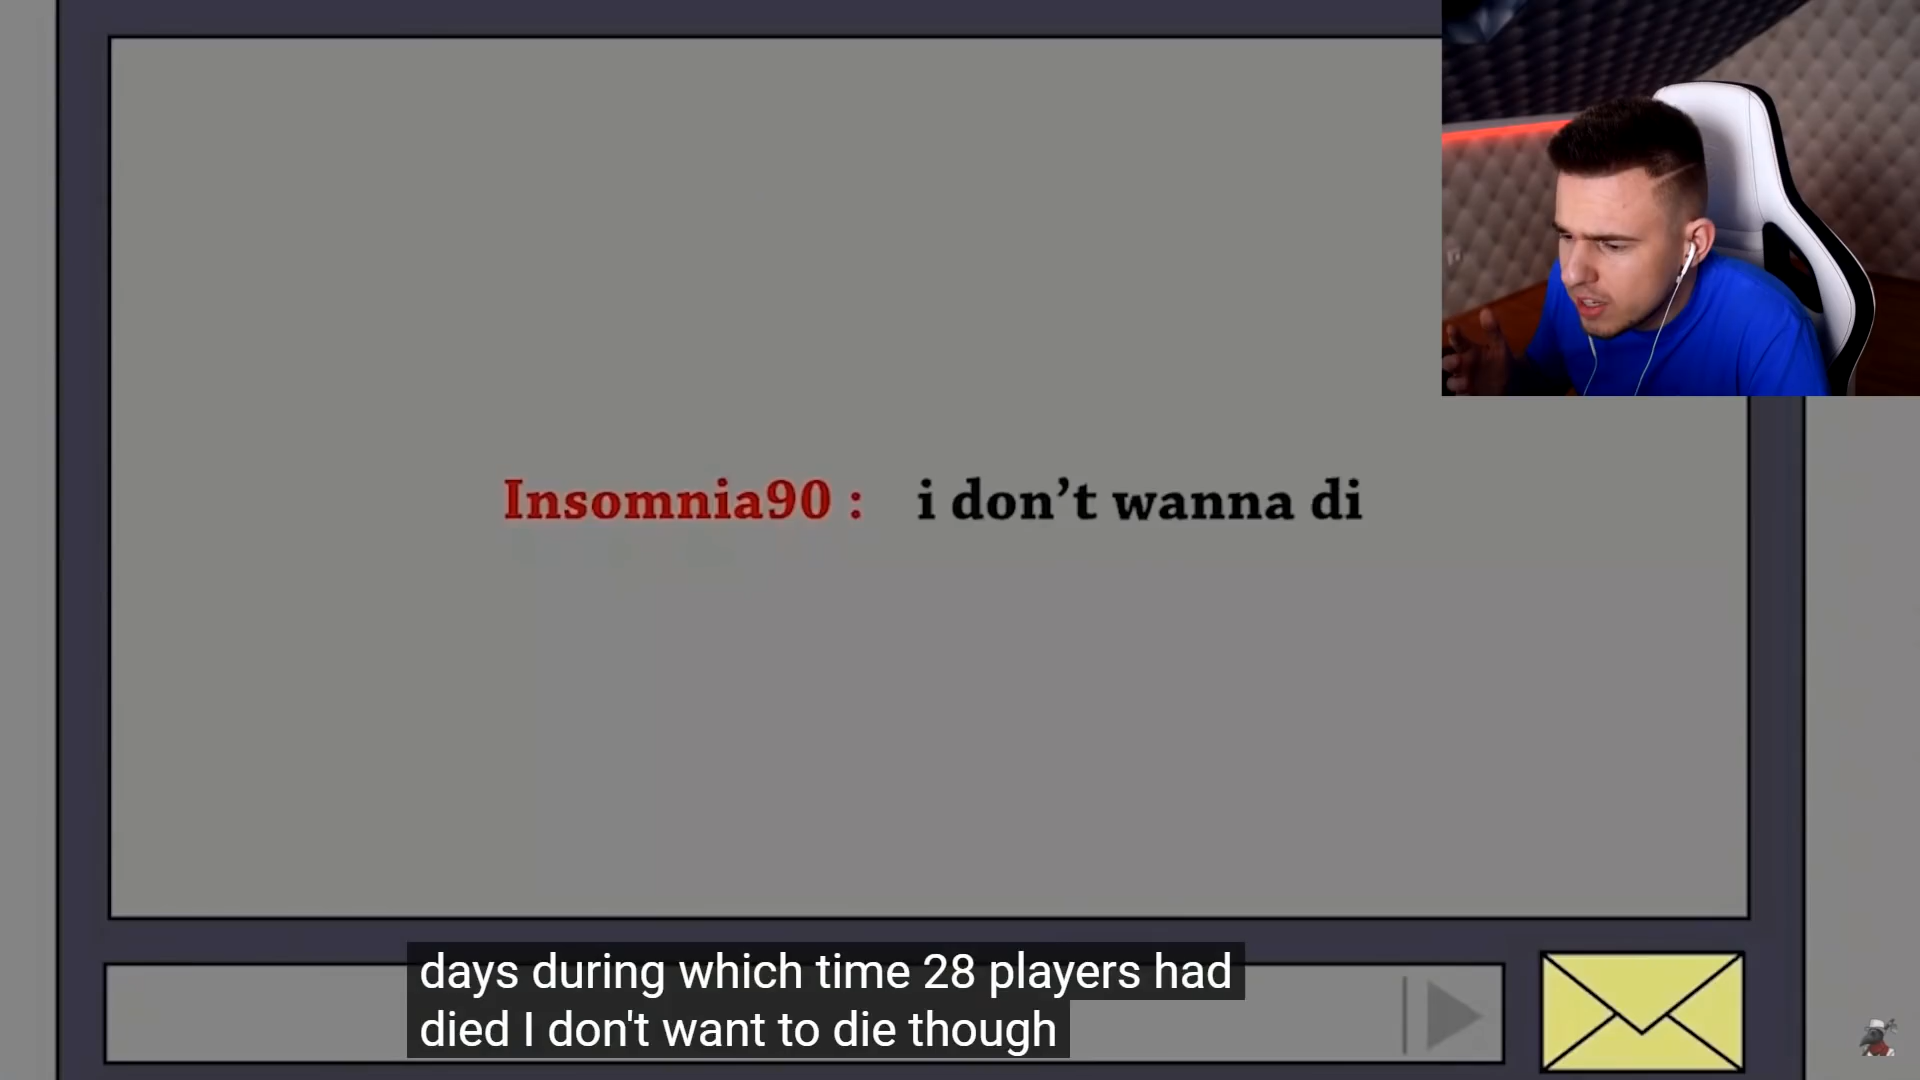 Insomnia90 : i don’t wanna di
days during which time 28 players had
died I don't want to die though